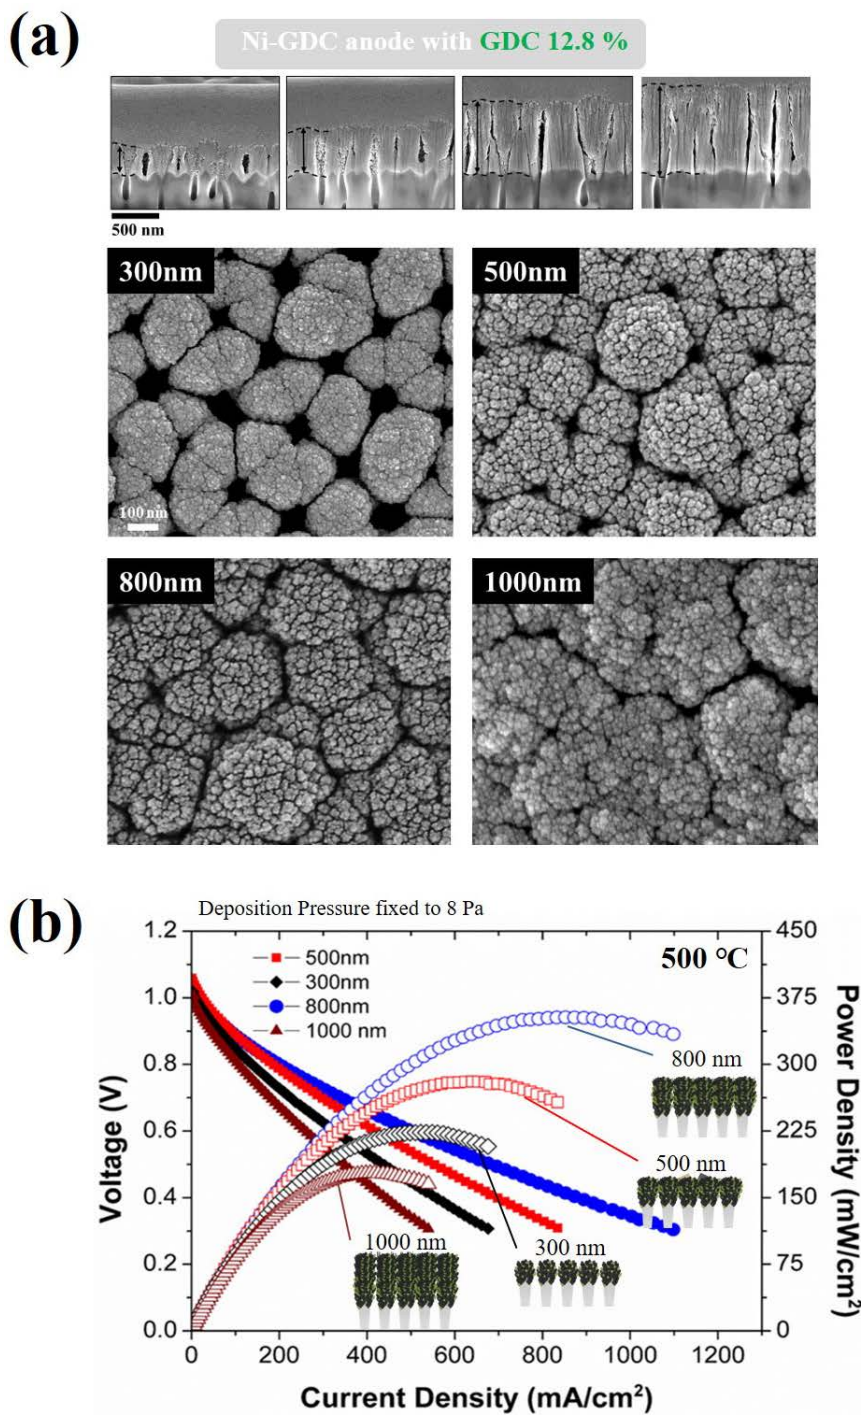 (a)
Ni-GDC anode with GDC 12.8 %
500 nm
300nm
500nm
100 nm
800nm
1000nm
(b)
Deposition Pressure fixed to 8 Pa
500 ℃
500nm
300nm
800nm
1000 nm
1.2
1.0
0.8
0.6
0.4
0.2
0.0
Voltage (V)
450
375
300
225
150
75
0
Power Density (mW/cm²)
800 nm
500 nm
300 nm
1000 nm
0
200
400
600
800
1000
1200
Current Density (mA/cm²)